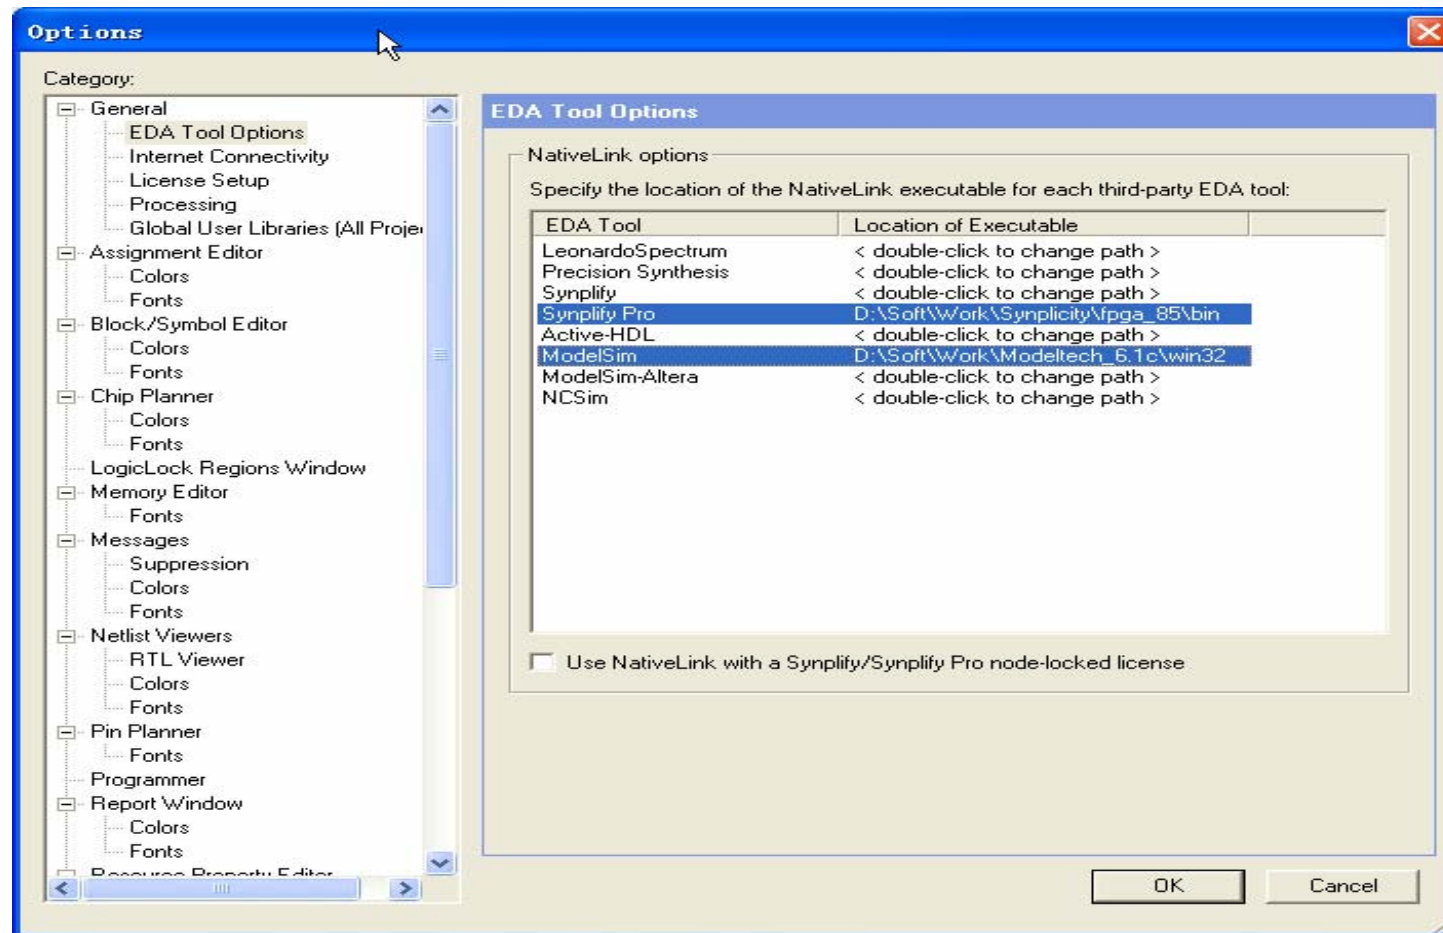 Options
Category:
General
EDA Tool Options
Internet Connectivity
License Setup
Processing
Global User Libraries (All Proje
Assignment Editor
Colors
Fonts
Block/Symbol Editor
Colors
Fonts
Chip Planner
Colors
Fonts
LogicLock Regions Window
Memory Editor
Fonts
Messages
Suppression
Colors
Fonts
Netlist Viewers
RTL Viewer
Colors
Fonts
Pin Planner
Fonts
Programmer
Report Window
Colors
Fonts
Resource Property Editor
EDA Tool Options
NativeLink options
Specify the location of the NativeLink executable for each third-party EDA tool:
EDA Tool Location of Executable
LeonardoSpectrum < double-click to change path >
Precision Synthesis < double-click to change path >
Synplify < double-click to change path >
Synplify Pro D:\Soft\Work\Synplicity\fpga_85\bin
Active-HDL < double-click to change path >
ModelSim D:\Soft\Work\Modeltech_6.1c\win32
ModelSim-Altera < double-click to change path >
NCSim < double-click to change path >
Use NativeLink with a Synplify/Synplify Pro node-locked license
OK Cancel